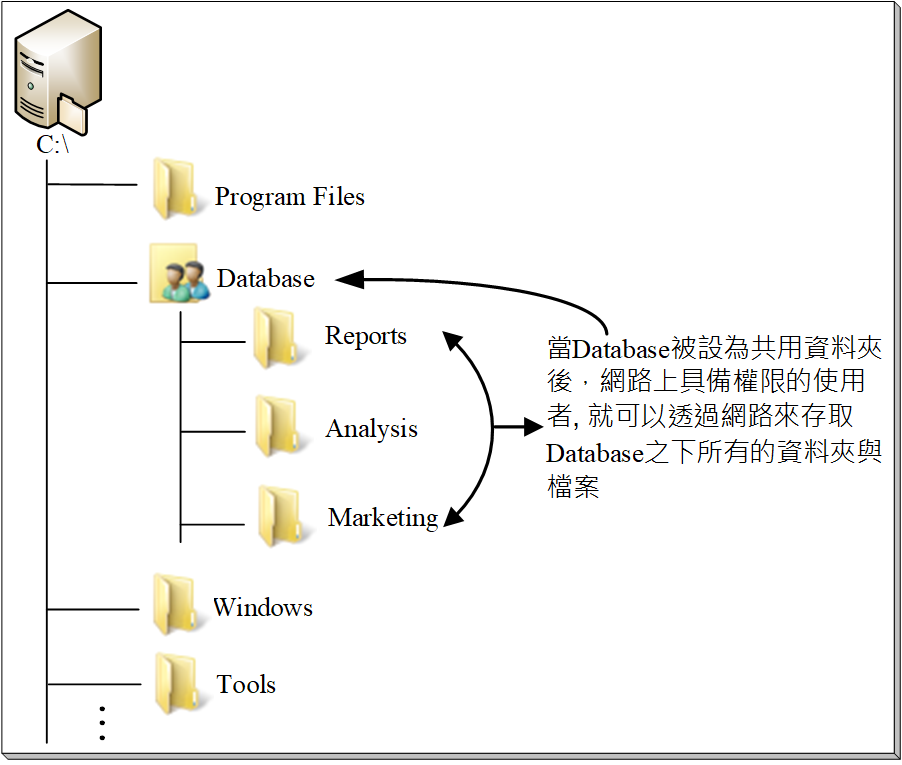 C:\
Program Files
Database
Reports
Analysis
Marketing
Windows
Tools
當Database被設為共用資料夾
後，網路上具備權限的使用
者, 就可以透過網路來存取
Database之下所有的資料夾與
檔案